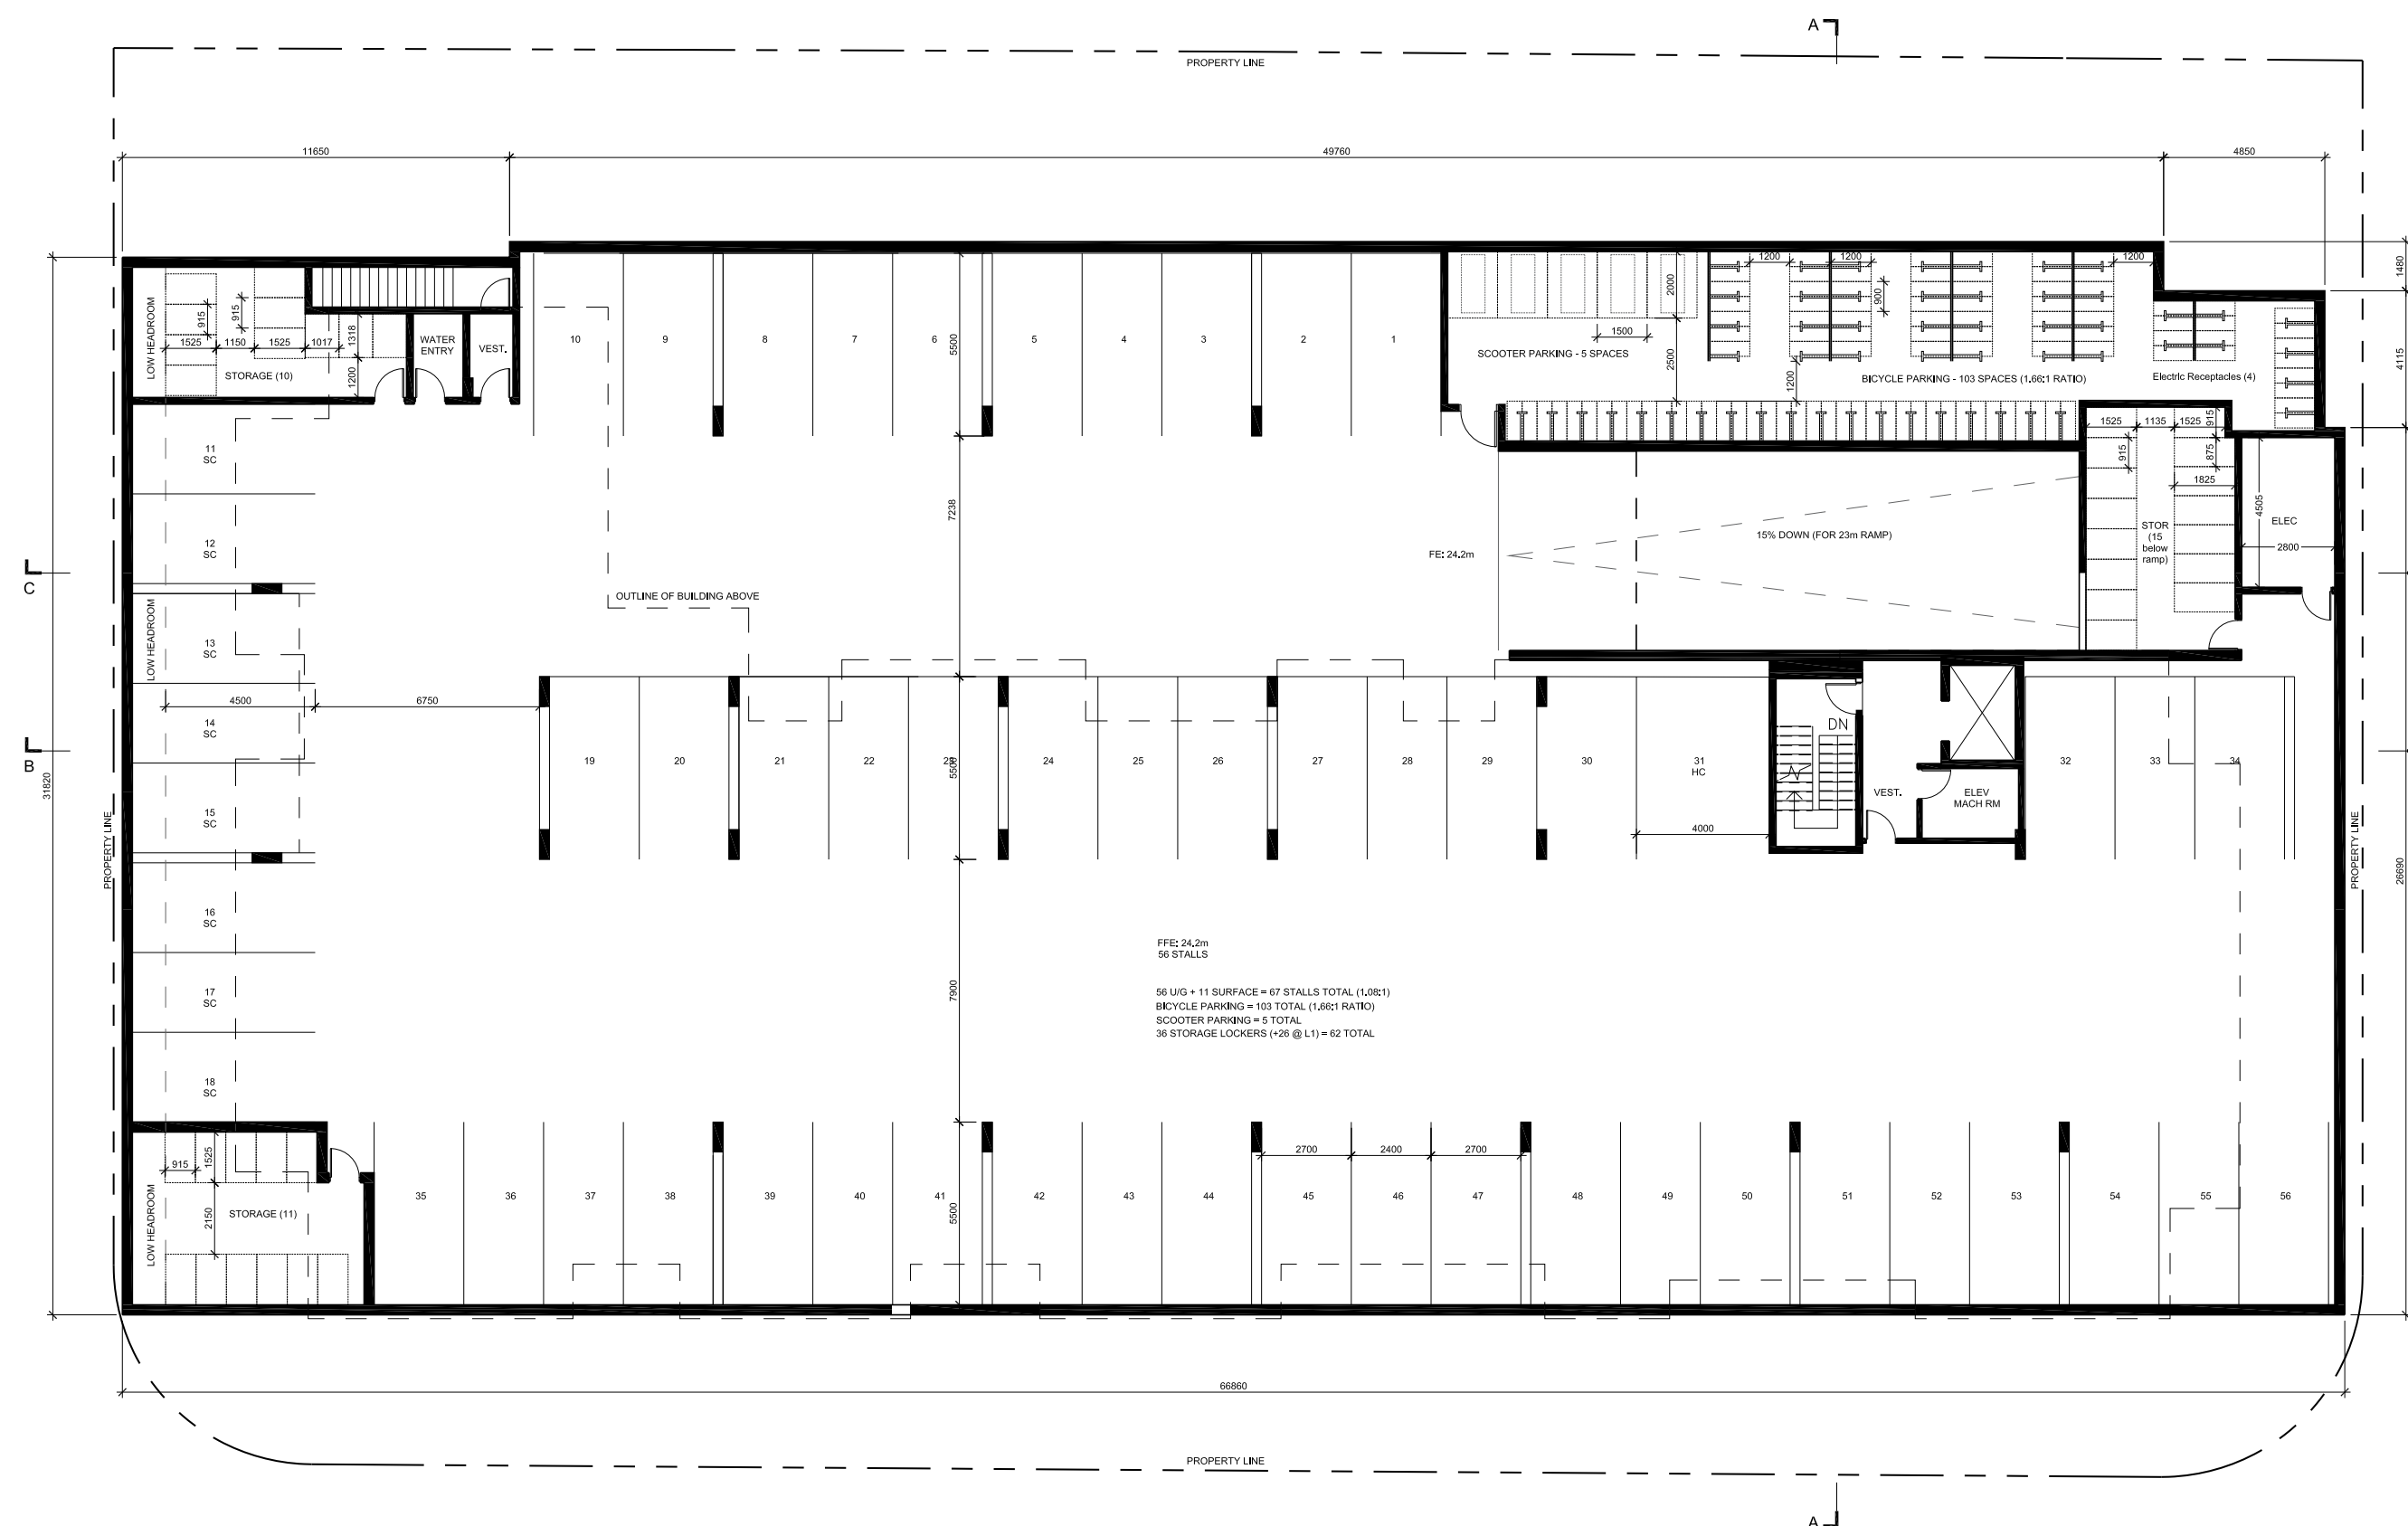 A
PROPERTY LINE
11650
49760
4850
1480
4115
26690
31820
LOW HEADROOM
915
915
1525
1150
1525
1017
1318
1200
STORAGE (10)
WATER
ENTRY
VEST.
10
9
8
7
6
5500
5
4
3
2
1
2000
1500
2500
SCOOTER PARKING - 5 SPACES
1200
1200
900
1200
1200
BICYCLE PARKING - 103 SPACES (1.66:1 RATIO)
Electric Receptacles (4)
1525
1135
1525
915
915
875
1825
4505
ELEC
2800
STOR
(15
below
ramp)
11
SC
12
SC
7238
FE: 24.2m
15% DOWN (FOR 23m RAMP)
C
OUTLINE OF BUILDING ABOVE
LOW HEADROOM
13
SC
4500
6750
14
SC
B
15
SC
19
20
21
22
23
5500
24
25
26
27
28
29
30
31
HC
4000
DN
VEST.
ELEV
MACH RM
32
33
34
PROPERTY LINE
PROPERTY LINE
16
SC
17
SC
18
SC
7900
FFE: 24.2m
56 STALLS
56 U/G + 11 SURFACE = 67 STALLS TOTAL (1.08:1)
BICYCLE PARKING = 103 TOTAL (1.66:1 RATIO)
SCOOTER PARKING = 5 TOTAL
36 STORAGE LOCKERS (+26 @ L1) = 62 TOTAL
915
1525
2150
LOW HEADROOM
STORAGE (11)
2700
2400
2700
35
36
37
38
39
40
41
5500
42
43
44
45
46
47
48
49
50
51
52
53
54
55
56
66860
PROPERTY LINE
A